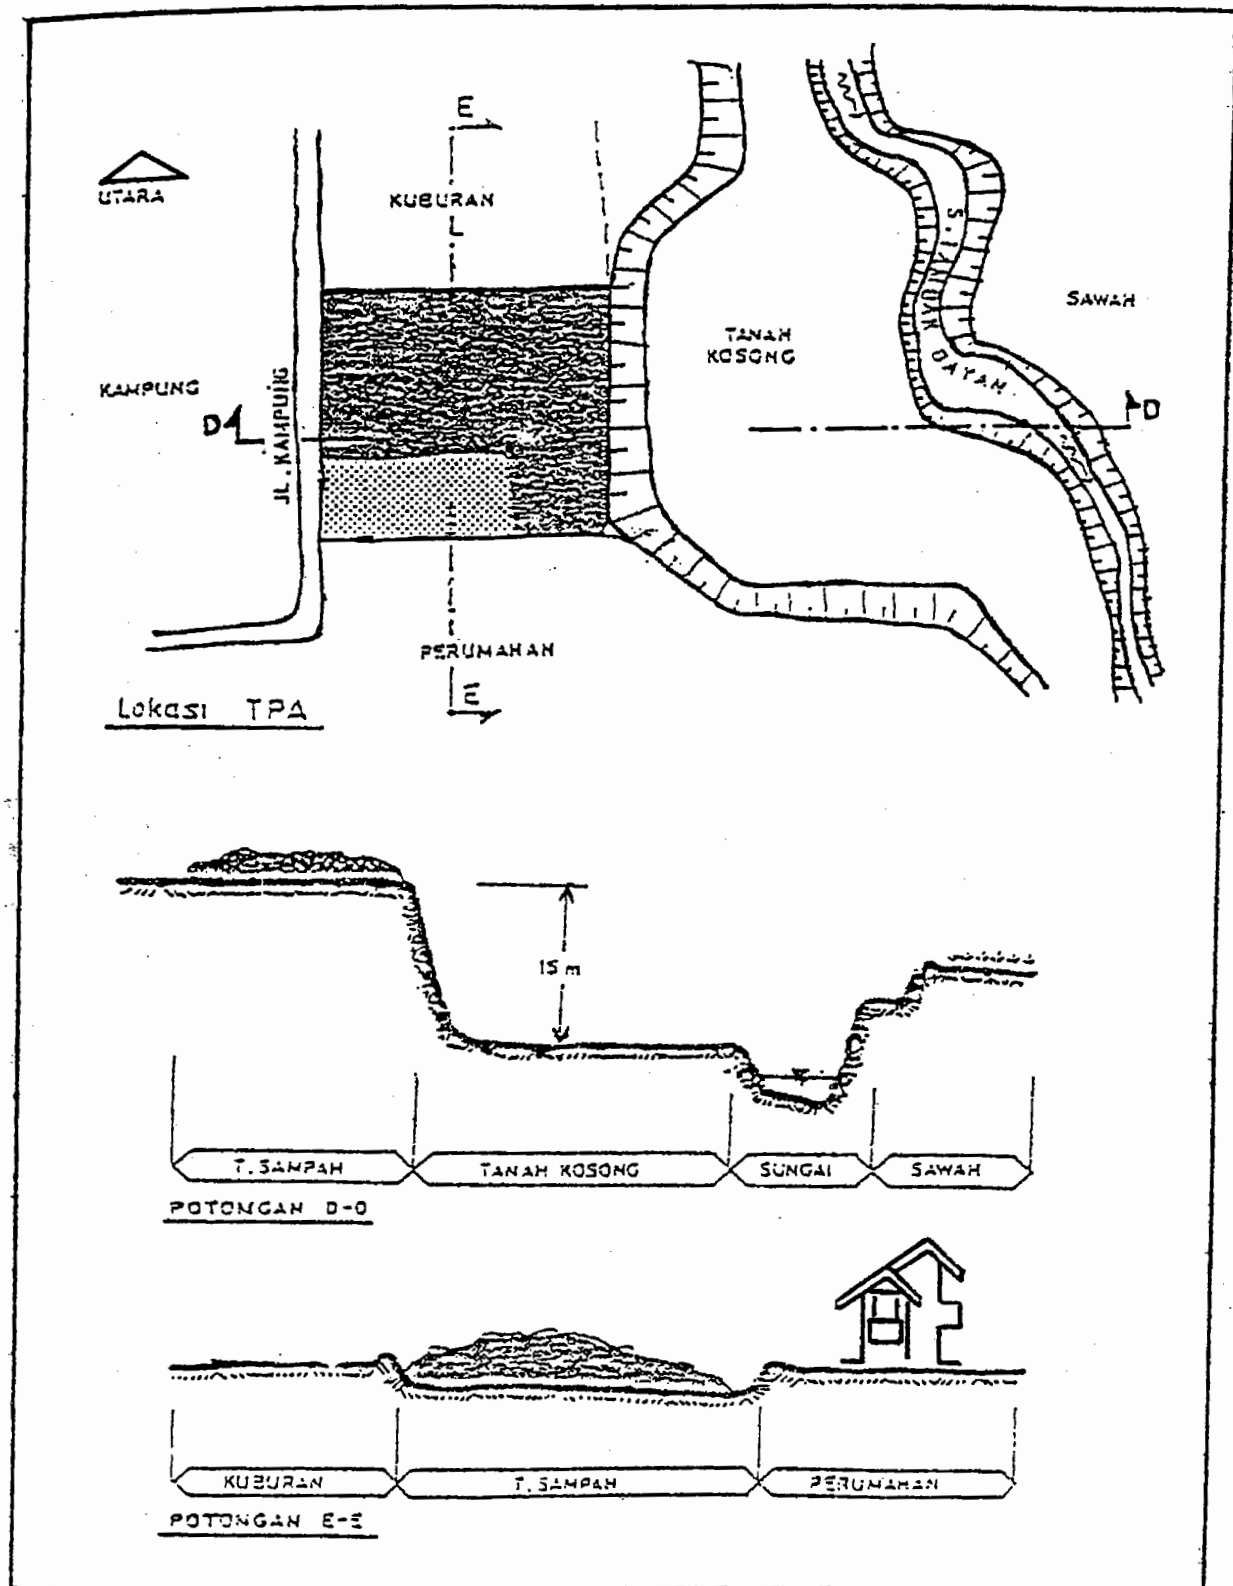 E
UTARA
KUBURAN
SAWAH
TANAH
KOSONG
KAMPUNG
JL. KAMPUNG
D
D
PERUMAHAN
E
Lokasi TPA
15 m
T. SAMPAH
TANAH KOSONG
SUNGAI
SAWAH
POTONGAN D-D
KUBURAN
T. SAMPAH
PERUMAHAN
POTONGAN E-E